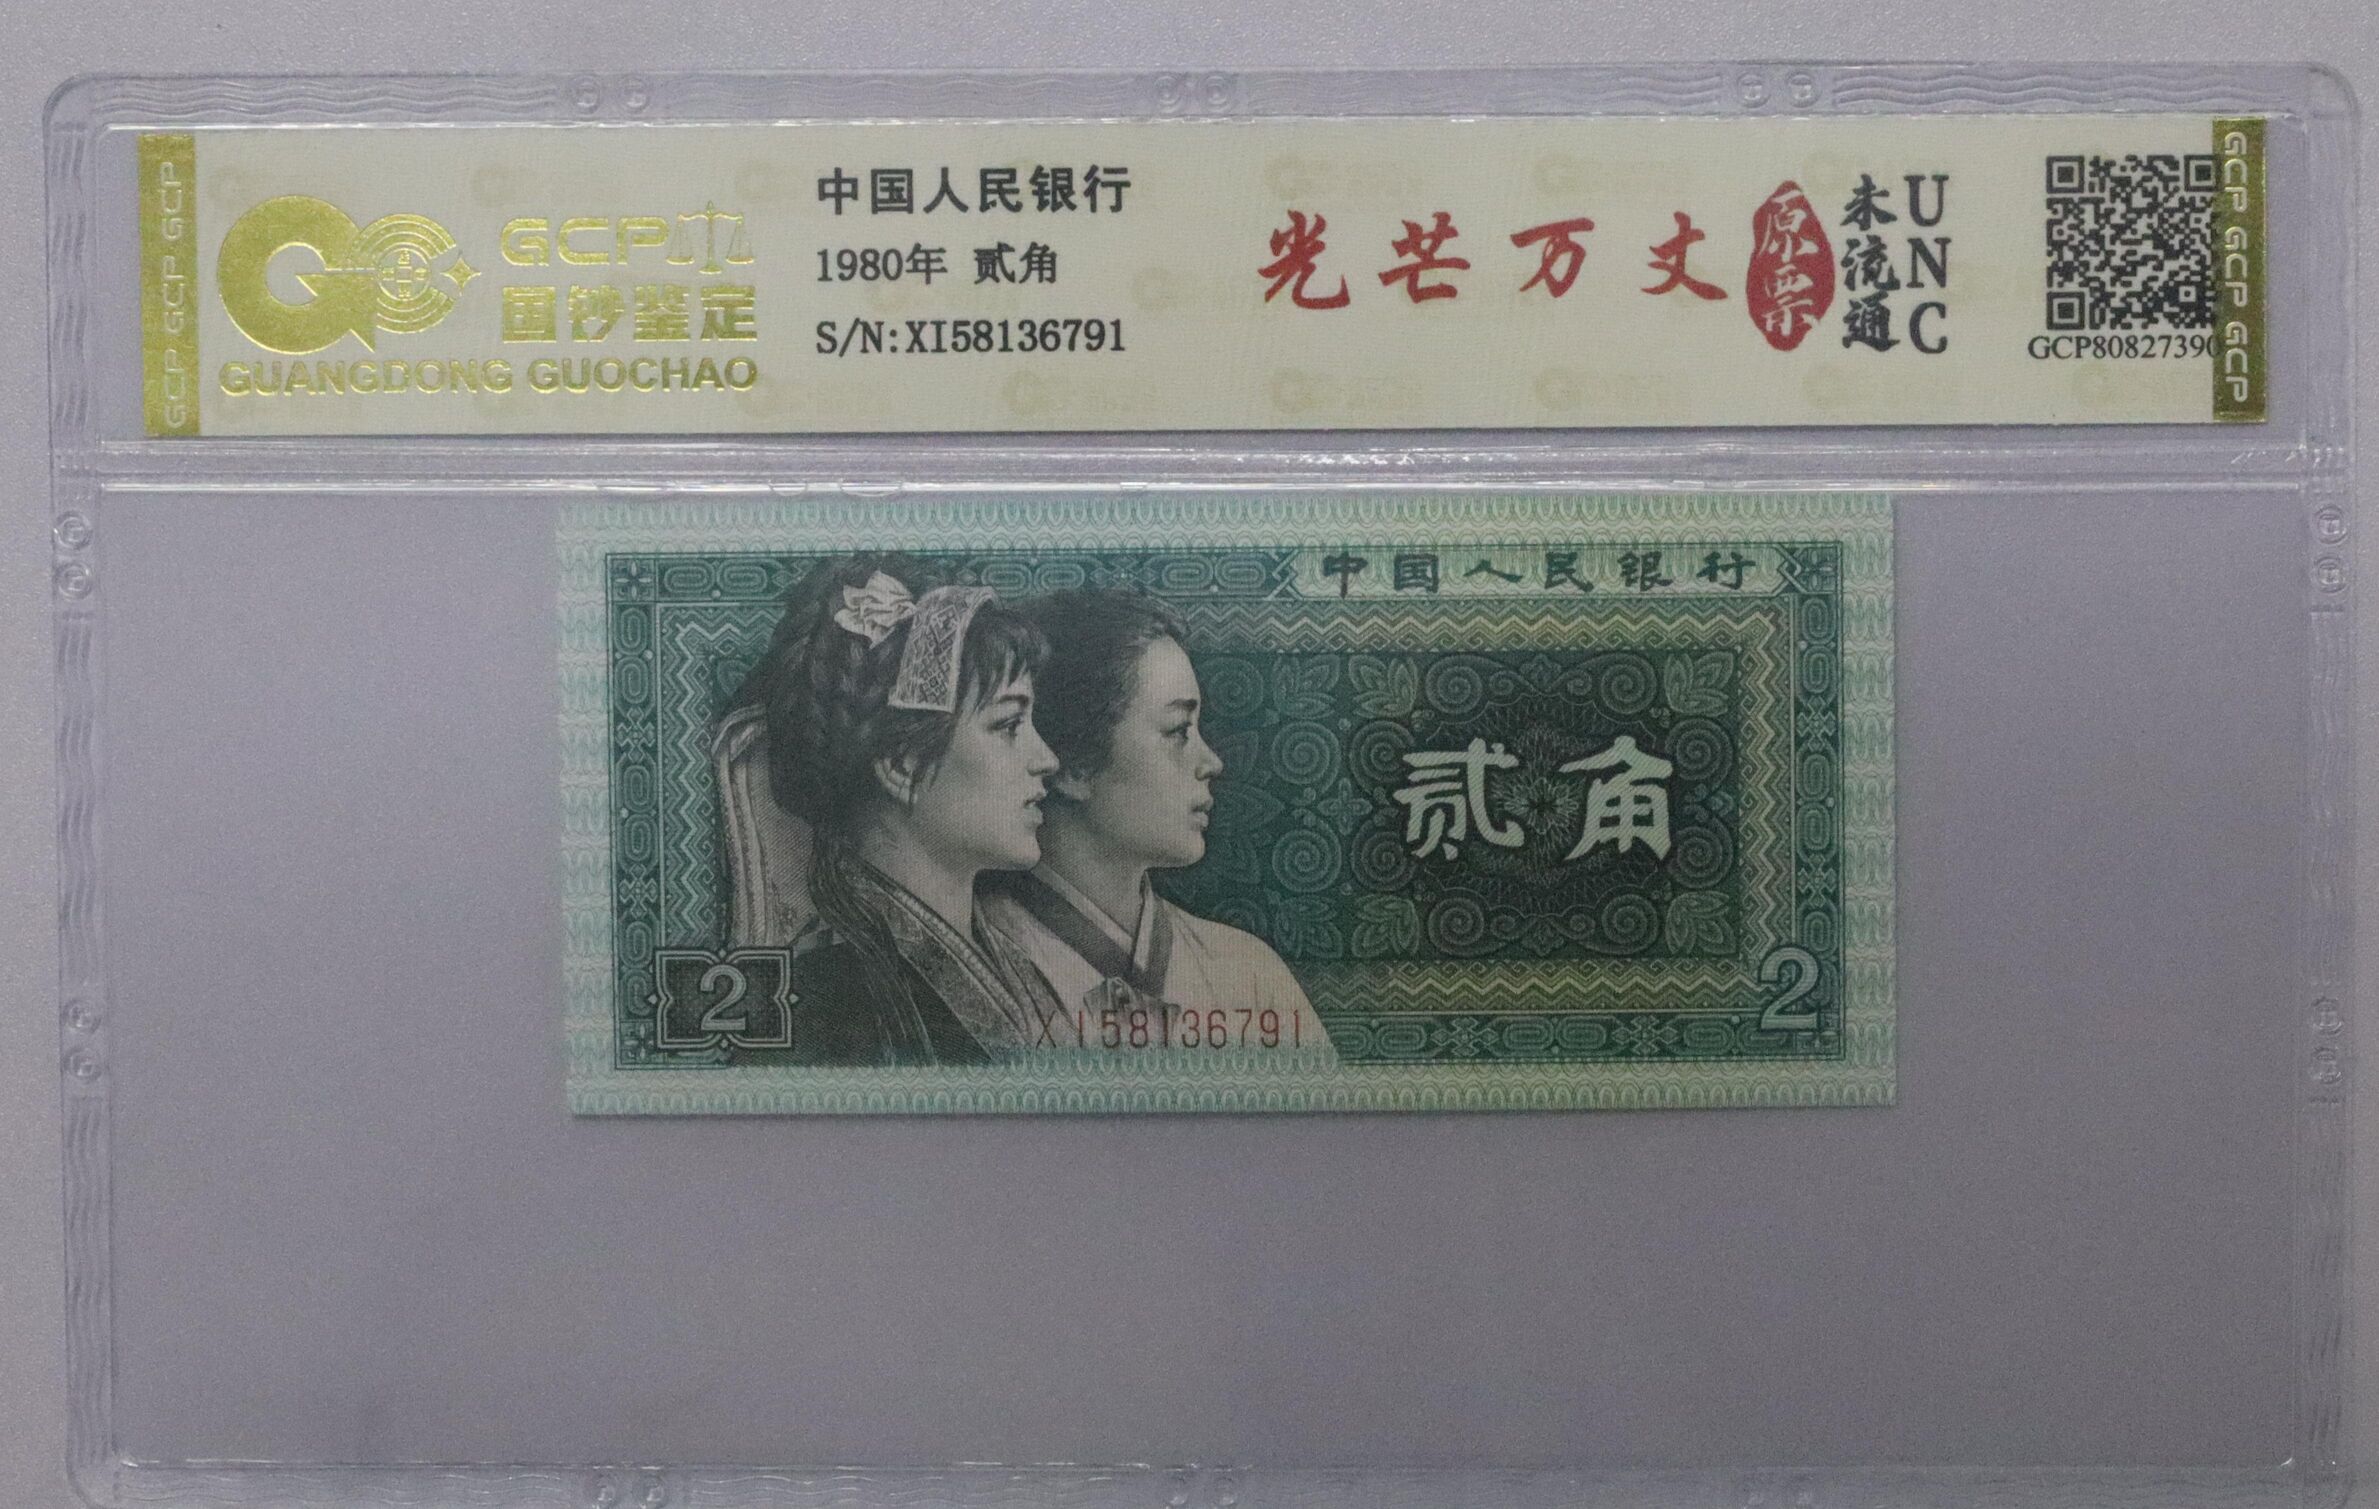 GCP GCP GCP
GCP
国钞鉴定
GUANGDONG GUOCHAO
中国人民银行
1980年 贰角
S/N:XI58136791
光芒万丈
原票
未流通
UNC
GCP80827390
GCP GCP GCP
中国人民银行
贰角
2
XI58136791
2